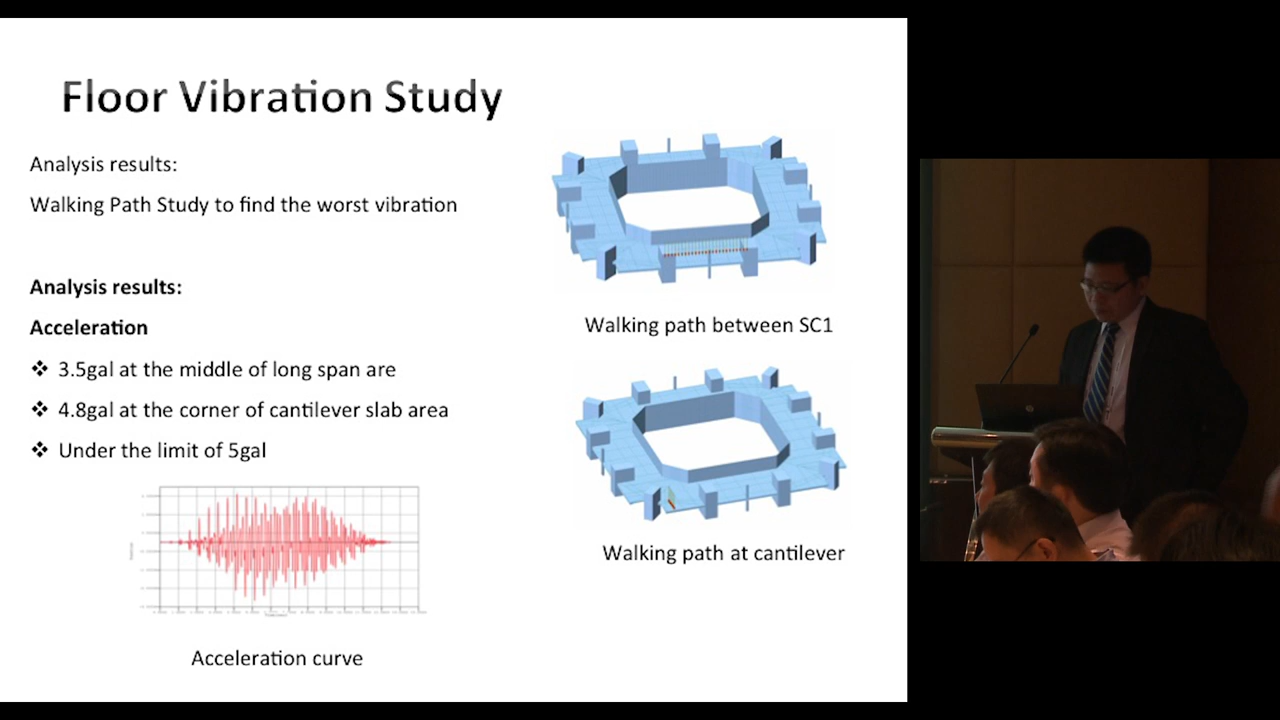 Floor Vibration Study
Analysis results:
Walking Path Study to find the worst vibration
Analysis results:
Acceleration
❖ 3.5gal at the middle of long span are
❖ 4.8gal at the corner of cantilever slab area
❖ Under the limit of 5gal
Acceleration curve
Walking path between SC1
Walking path at cantilever